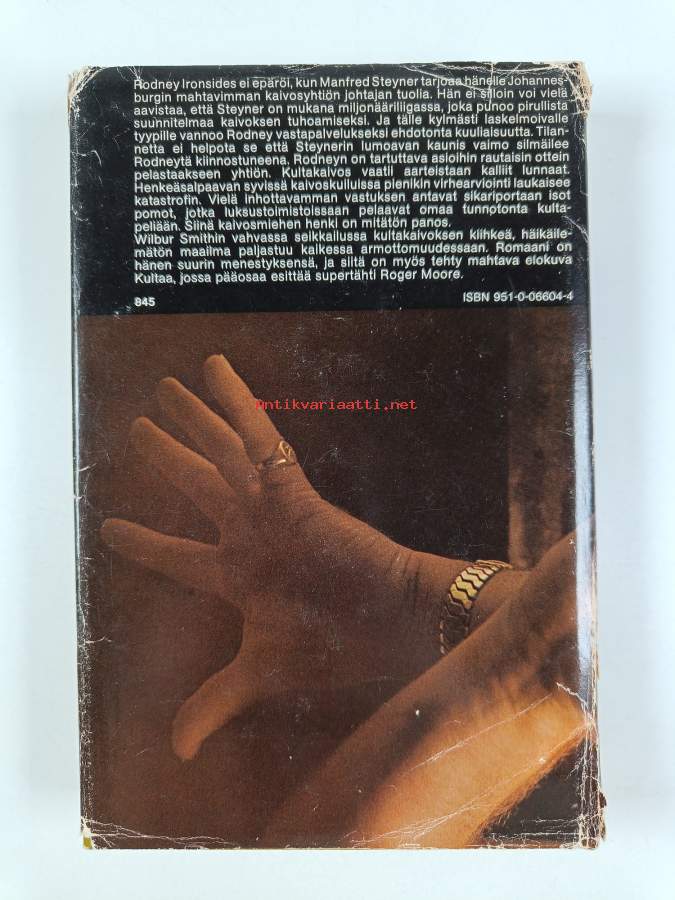 Rodney Ironsides ei epäröi, kun Manfred Steyner tarjoaa hänelle Johannes-
burgin mahtavimman kaivosyhtiön johtajan tuolia. Hän ei silloin voi vielä
aavistaa, että Steyner on mukana miljonääriliigassa, joka punoo pirullista
suunnitelmaa kaivoksen tuhoamiseksi. Ja tälle kylmästi laskelmoivalle
tyypille vannoo Rodney vastapalvelukseksi ehdotonta kuuliaisuutta. Tilan-
netta ei helpota se että Steynerin lumoavan kaunis vaimo silmäilee
Rodneytä kiinnostuneena. Rodneyn on tartuttava asioihin rautaisin ottein
pelastaakseen yhtiön. Kultakaivos vaatii aarteistaan kalliit lunnaat.
Henkeäsalpaavan syvissä kaivoskuiluissa pienikin virhearviointi laukaisee
katastrofin. Vielä inhottavamman vastuksen antavat sikariportaan isot
pomot, jotka luksustoimistoissaan pelaavat omaa tunnotonta kulta-
peliään. Siinä kaivosmiehen henki on mitätön panos.
Wilbur Smithin vahvassa seikkailussa kultakaivoksen kiihkeä, häikäile-
mätön maailma paljastuu kaikessa armottomuudessaan. Romaani on
hänen suurin menestyksensä, ja siitä on myös tehty mahtava elokuva
Kultaa, jossa pääosaa esittää supertähti Roger Moore.
845 ISBN 951-0-06604-4
Antikvariaatti.net